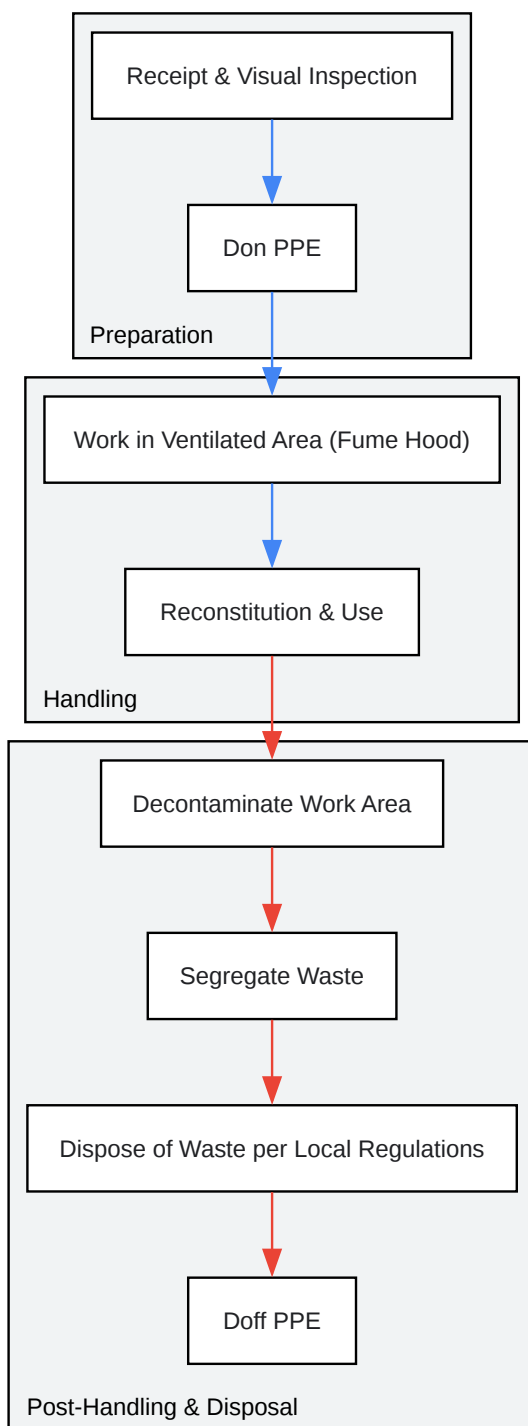 Receipt & Visual Inspection
Don PPE
Preparation
Work in Ventilated Area (Fume Hood)
Reconstitution & Use
Handling
Decontaminate Work Area
Segregate Waste
Dispose of Waste per Local Regulations
Doff PPE
Post-Handling & Disposal